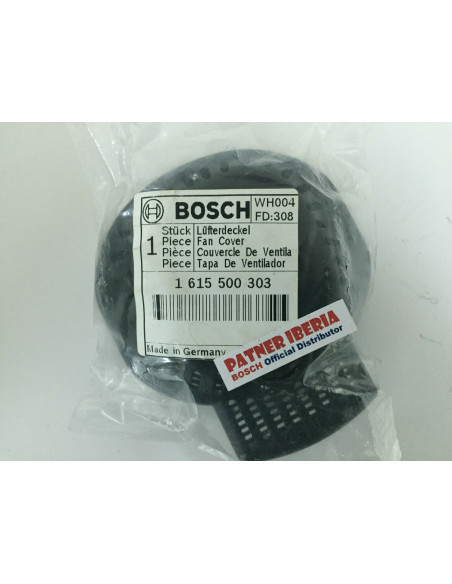 BOSCH
WH004
FD:308
1
Stück Lüfterdeckel
Piece Fan Cover
Pièce Couvercle De Ventila
Piece Tapa De Ventilador
1 615 500 303
Made in Germany
PATNER IBERIA
BOSCH Official Distributor